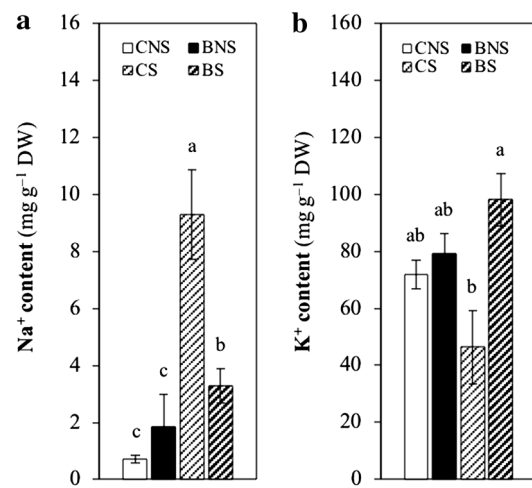 a
Na⁺ content (mg g⁻¹ DW)
16
14
12
10
8
6
4
2
0
CNS BNS
CS BS
c
c
a
b
b
K⁺ content (mg g⁻¹ DW)
160
140
120
100
80
60
40
20
0
CNS BNS
CS BS
ab
ab
b
a